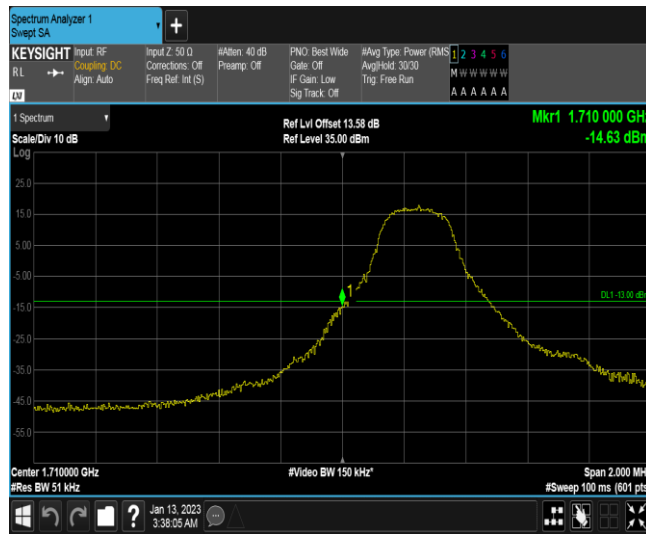 Spectrum Analyzer 1
Swept SA
KEYSIGHT
RL
LXI
Input: RF
Coupling: DC
Align: Auto
Input Z: 50 Ω
Corrections: Off
Freq Ref: Int (S)
#Atten: 40 dB
Preamp: Off
PNO: Best Wide
Gate: Off
IF Gain: Low
Sig Track: Off
#Avg Type: Power (RMS
Avg|Hold: 30/30
Trig: Free Run
1 2 3 4 5 6
M W W W W W
A A A A A A
1 Spectrum
Scale/Div 10 dB
Ref Lvl Offset 13.58 dB
Ref Level 35.00 dBm
Mkr1 1.710 000 GHz
-14.63 dBm
Log
25.0
15.0
5.00
-5.00
1
DL1 -13.00 dBm
-15.0
-25.0
-35.0
-45.0
-55.0
Center 1.710000 GHz
#Video BW 150 kHz*
Span 2.000 MH
#Res BW 51 kHz
#Sweep 100 ms (601 pts
?
Jan 13, 2023
3:38:05 AM